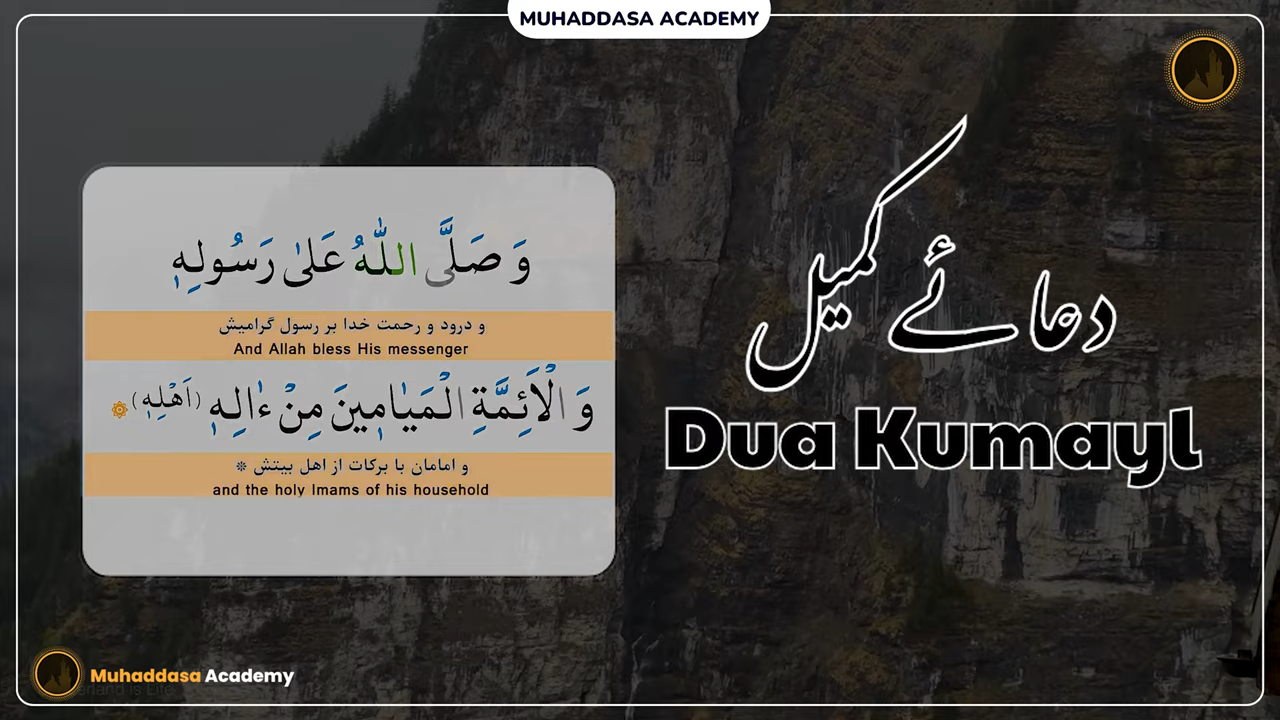 MUHADDASA ACADEMY
وَ صَلَّى اللّٰهُ عَلىٰ رَسُولِهٖ
و درود و رحمت خدا بر رسول گرامیش
And Allah bless His messenger
وَ الْاَئِمَّةِ الْمَيٰامٖينَ مِنْ ءٰالِهٖ (اَهْلِهٖ)
و امامان با برکات از اهل بیتش *
and the holy Imams of his household
دعائے کمیل
Dua Kumayl
Muhaddasa Academy